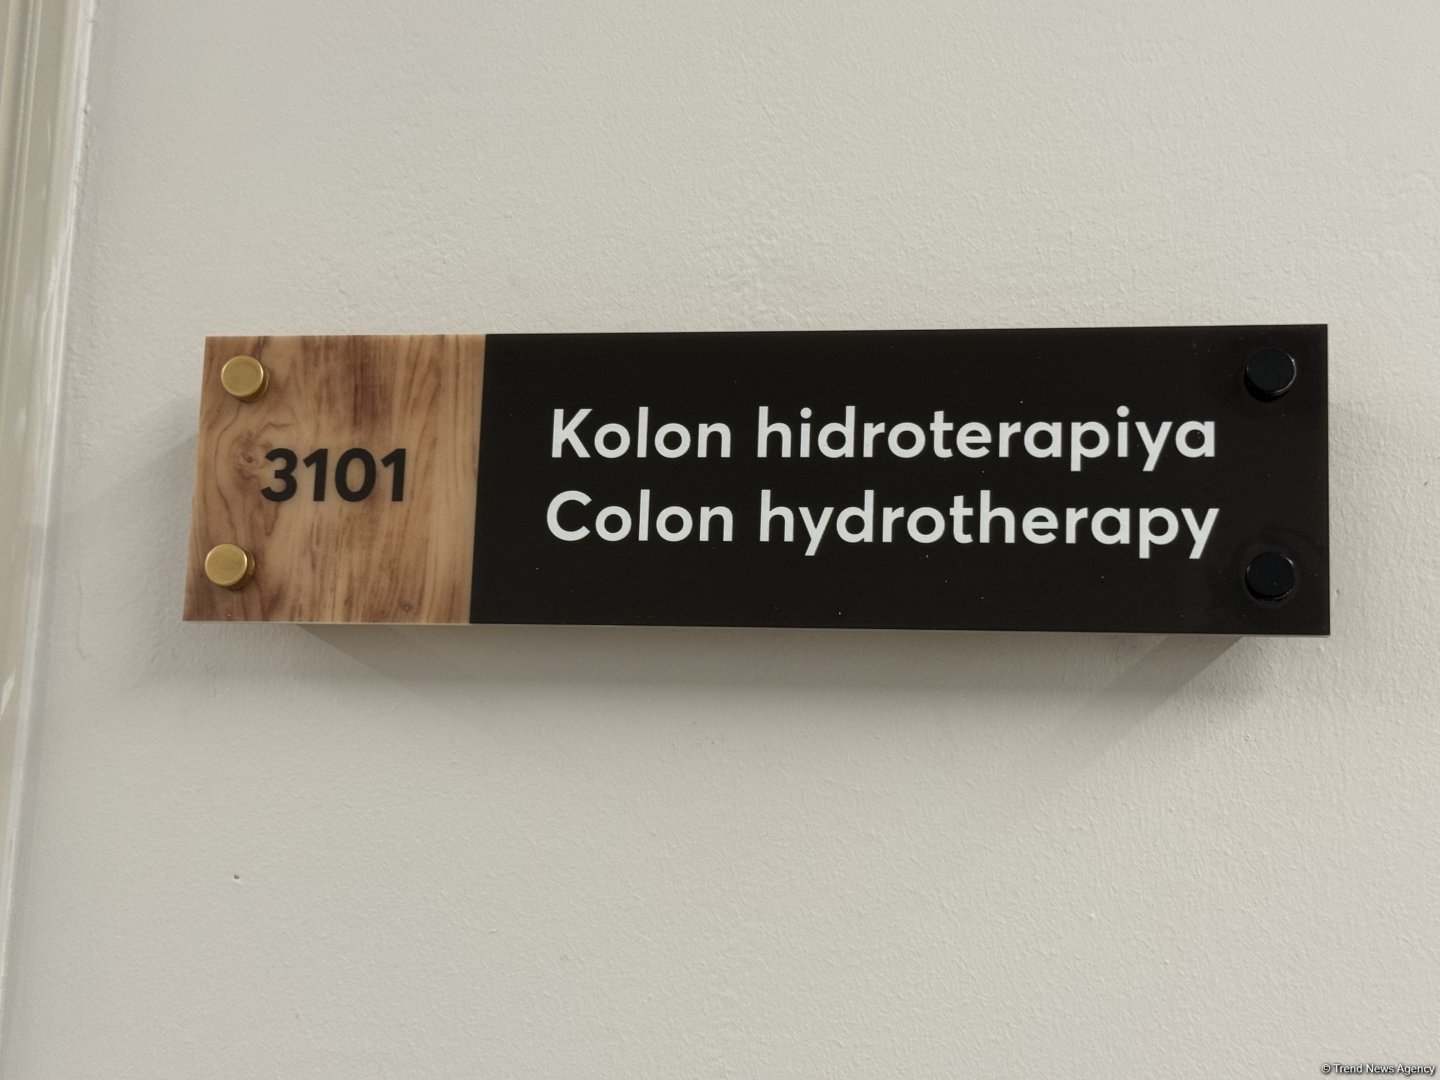 3101
Kolon hidroterapiya
Colon hydrotherapy
© Trend News Agency